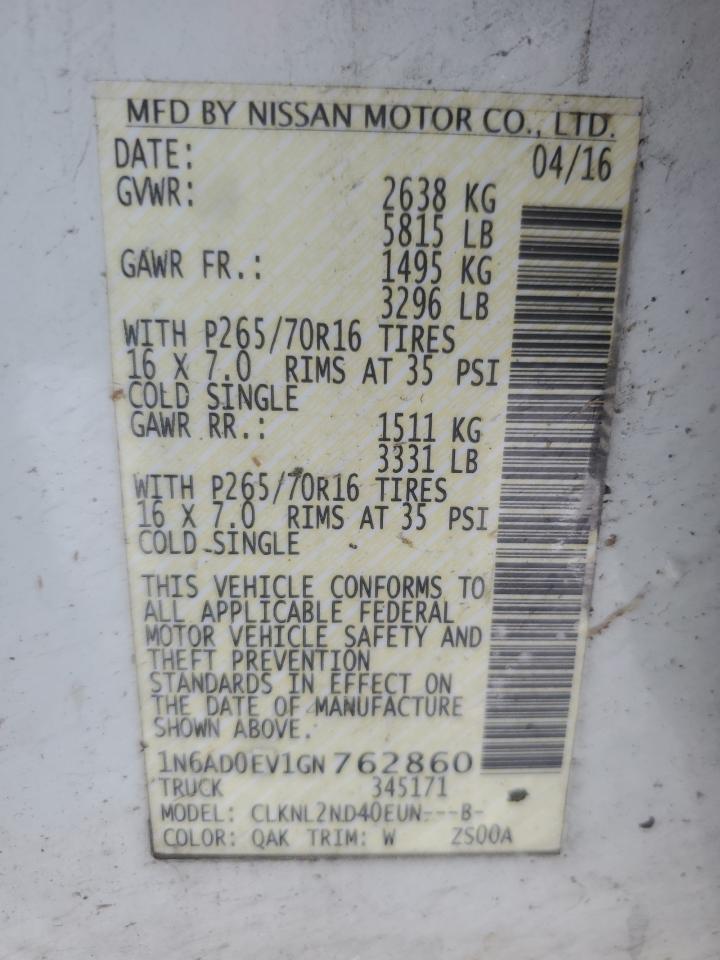 MFD BY NISSAN MOTOR CO., LTD.
DATE: 04/16
GVWR: 2638 KG
5815 LB
GAWR FR.: 1495 KG
3296 LB
WITH P265/70R16 TIRES
16 X 7.0 RIMS AT 35 PSI
COLD SINGLE
GAWR RR.: 1511 KG
3331 LB
WITH P265/70R16 TIRES
16 X 7.0 RIMS AT 35 PSI
COLD SINGLE
THIS VEHICLE CONFORMS TO
ALL APPLICABLE FEDERAL
MOTOR VEHICLE SAFETY AND
THEFT PREVENTION
STANDARDS IN EFFECT ON
THE DATE OF MANUFACTURE
SHOWN ABOVE.
1N6AD0EV1GN762860
TRUCK 345171
MODEL: CLKNL2ND40EUN---B-
COLOR: QAK TRIM: W ZS00A